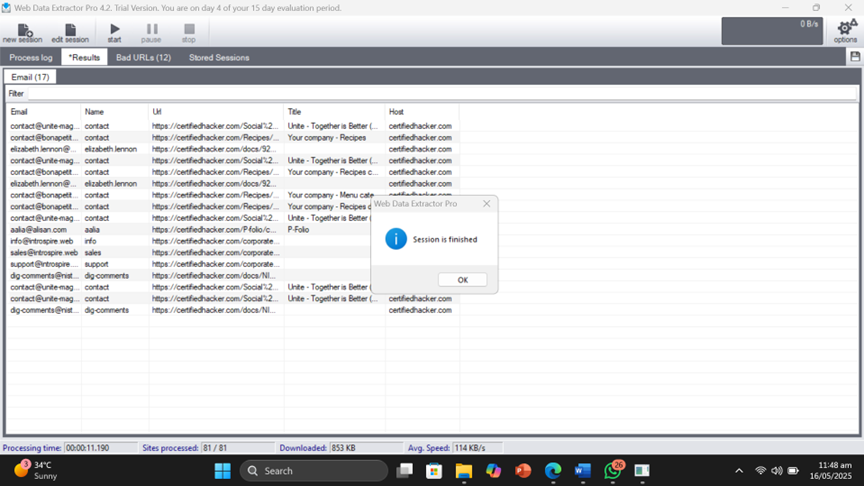 Web Data Extractor Pro 4.2. Trial Version. You are on day 4 of your 15 day evaluation period.
new session edit session start pause stop 0 B/s options
Process log *Results Bad URLs (12) Stored Sessions
Email (17)
Filter
Email Name Url Title Host
contact@unite-mag... contact https://certifiedhacker.com/Social%2... Unite - Together is Better (... certifiedhacker.com
contact@bonapetit... contact https://certifiedhacker.com/Recipes/... Your company - Recipes certifiedhacker.com
elizabeth.lennon@... elizabeth.lennon https://certifiedhacker.com/docs/92... certifiedhacker.com
contact@unite-mag... contact https://certifiedhacker.com/Social%2... Unite - Together is Better (... certifiedhacker.com
contact@bonapetit... contact https://certifiedhacker.com/Recipes/... Your company - Recipes c... certifiedhacker.com
elizabeth.lennon@... elizabeth.lennon https://certifiedhacker.com/docs/92... certifiedhacker.com
contact@bonapetit... contact https://certifiedhacker.com/Recipes/... Your company - Menu cate
contact@bonapetit... contact https://certifiedhacker.com/Recipes/... Your company - Recipes c
contact@unite-mag... contact https://certifiedhacker.com/Social%2... Unite - Together is Better (
aalia@alisan.com aalia https://certifiedhacker.com/P-folio/c... P-Folio
info@introspire.web info https://certifiedhacker.com/corporate...
sales@introspire.web sales https://certifiedhacker.com/corporate...
support@introspire.... support https://certifiedhacker.com/corporate...
dig-comments@nist... dig-comments https://certifiedhacker.com/docs/NI...
contact@unite-mag... contact https://certifiedhacker.com/Social%2... Unite - Together is Better (
contact@unite-mag... contact https://certifiedhacker.com/Social%2... Unite - Together is Better (... certifiedhacker.com
dig-comments@nist... dig-comments https://certifiedhacker.com/docs/NI... certifiedhacker.com
Web Data Extractor Pro
Session is finished
OK
Processing time: 00:00:11.190 Sites processed: 81 / 81 Downloaded: 853 KB Avg. Speed: 114 KB/s
3 34°C
Sunny
Search
26
11:48 am
16/05/2025